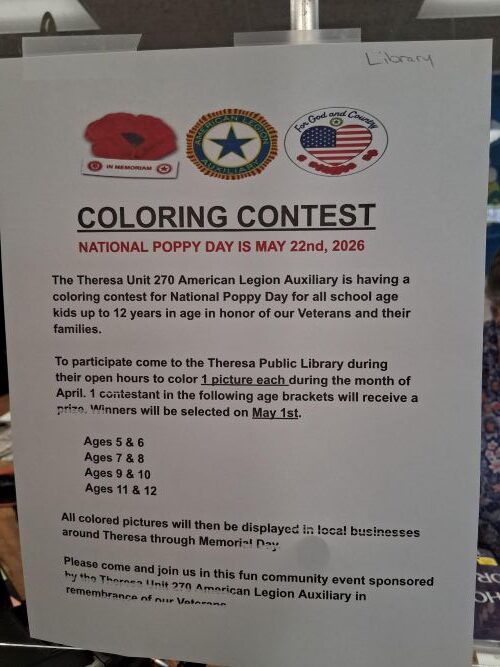 Library
IN MEMORIAM
AMERICAN LEGION
AUXILIARY
For God and Country
COLORING CONTEST
NATIONAL POPPY DAY IS MAY 22nd, 2026
The Theresa Unit 270 American Legion Auxiliary is having a
coloring contest for National Poppy Day for all school age
kids up to 12 years in age in honor of our Veterans and their
families.
To participate come to the Theresa Public Library during
their open hours to color 1 picture each during the month of
April. 1 contestant in the following age brackets will receive a
prize. Winners will be selected on May 1st.
Ages 5 & 6
Ages 7 & 8
Ages 9 & 10
Ages 11 & 12
All colored pictures will then be displayed in local businesses
around Theresa through Memorial Day
Please come and join us in this fun community event sponsored
by the Theresa Unit 270 American Legion Auxiliary in
remembrance of our Veterans